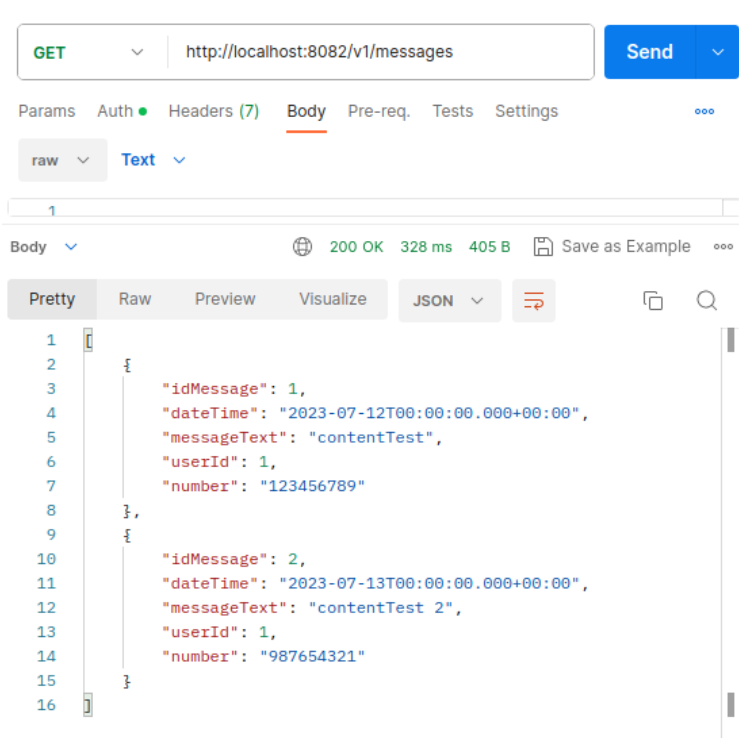 GET http://localhost:8082/v1/messages Send
Params Auth Headers (7) Body Pre-req. Tests Settings
raw Text
1
Body 200 OK 328 ms 405 B Save as Example
Pretty Raw Preview Visualize JSON
1 [
2 {
3 "idMessage": 1,
4 "dateTime": "2023-07-12T00:00:00.000+00:00",
5 "messageText": "contentTest",
6 "userId": 1,
7 "number": "123456789"
8 },
9 {
10 "idMessage": 2,
11 "dateTime": "2023-07-13T00:00:00.000+00:00",
12 "messageText": "contentTest 2",
13 "userId": 1,
14 "number": "987654321"
15 }
16 ]